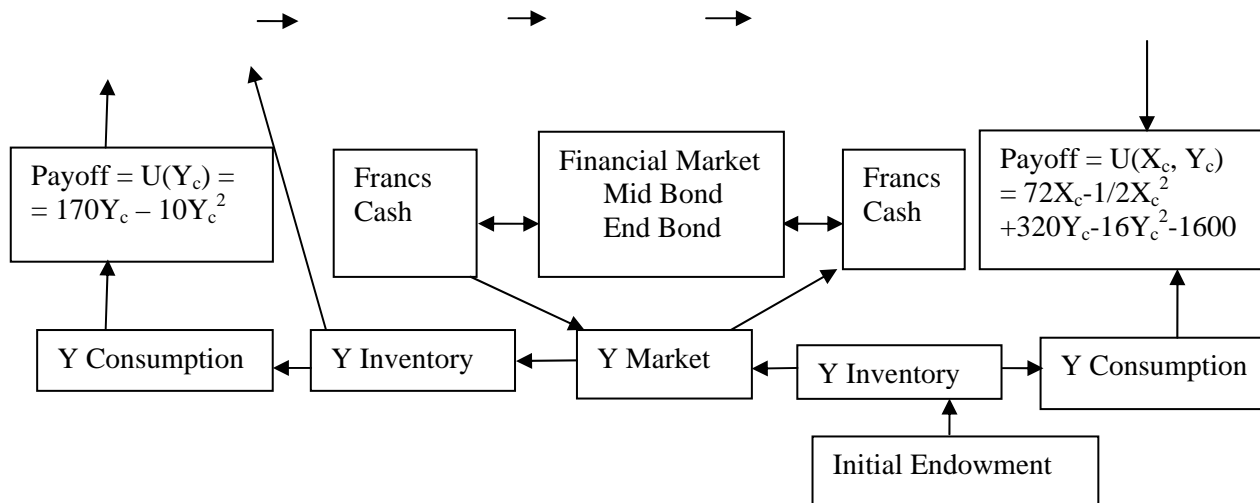 Payoff = U(Y_c) =
= 170Y_c – 10Y_c^2
Francs
Cash
Financial Market
Mid Bond
End Bond
Francs
Cash
Payoff = U(X_c, Y_c)
= 72X_c-1/2X_c^2
+320Y_c-16Y_c^2-1600
Y Consumption
Y Inventory
Y Market
Y Inventory
Y Consumption
Initial Endowment